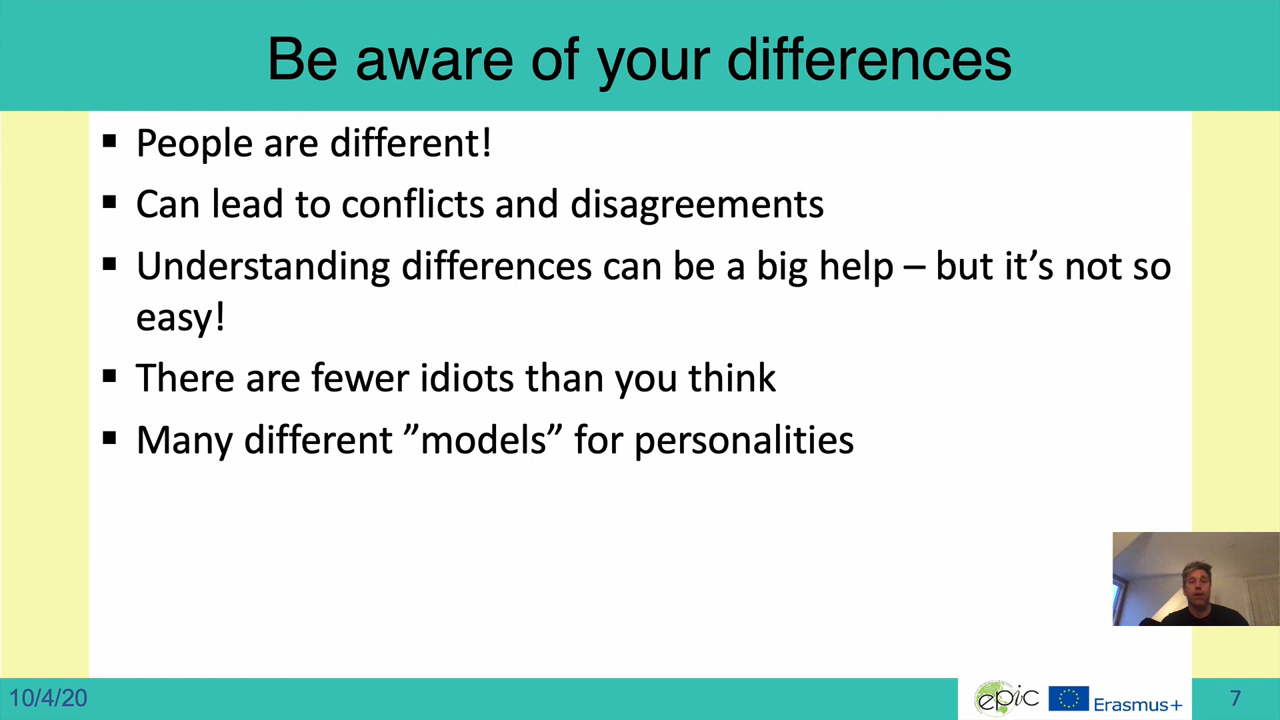 Be aware of your differences
▪ People are different!
▪ Can lead to conflicts and disagreements
▪ Understanding differences can be a big help – but it’s not so
easy!
▪ There are fewer idiots than you think
▪ Many different ”models” for personalities
10/4/20
epic
Erasmus+
7